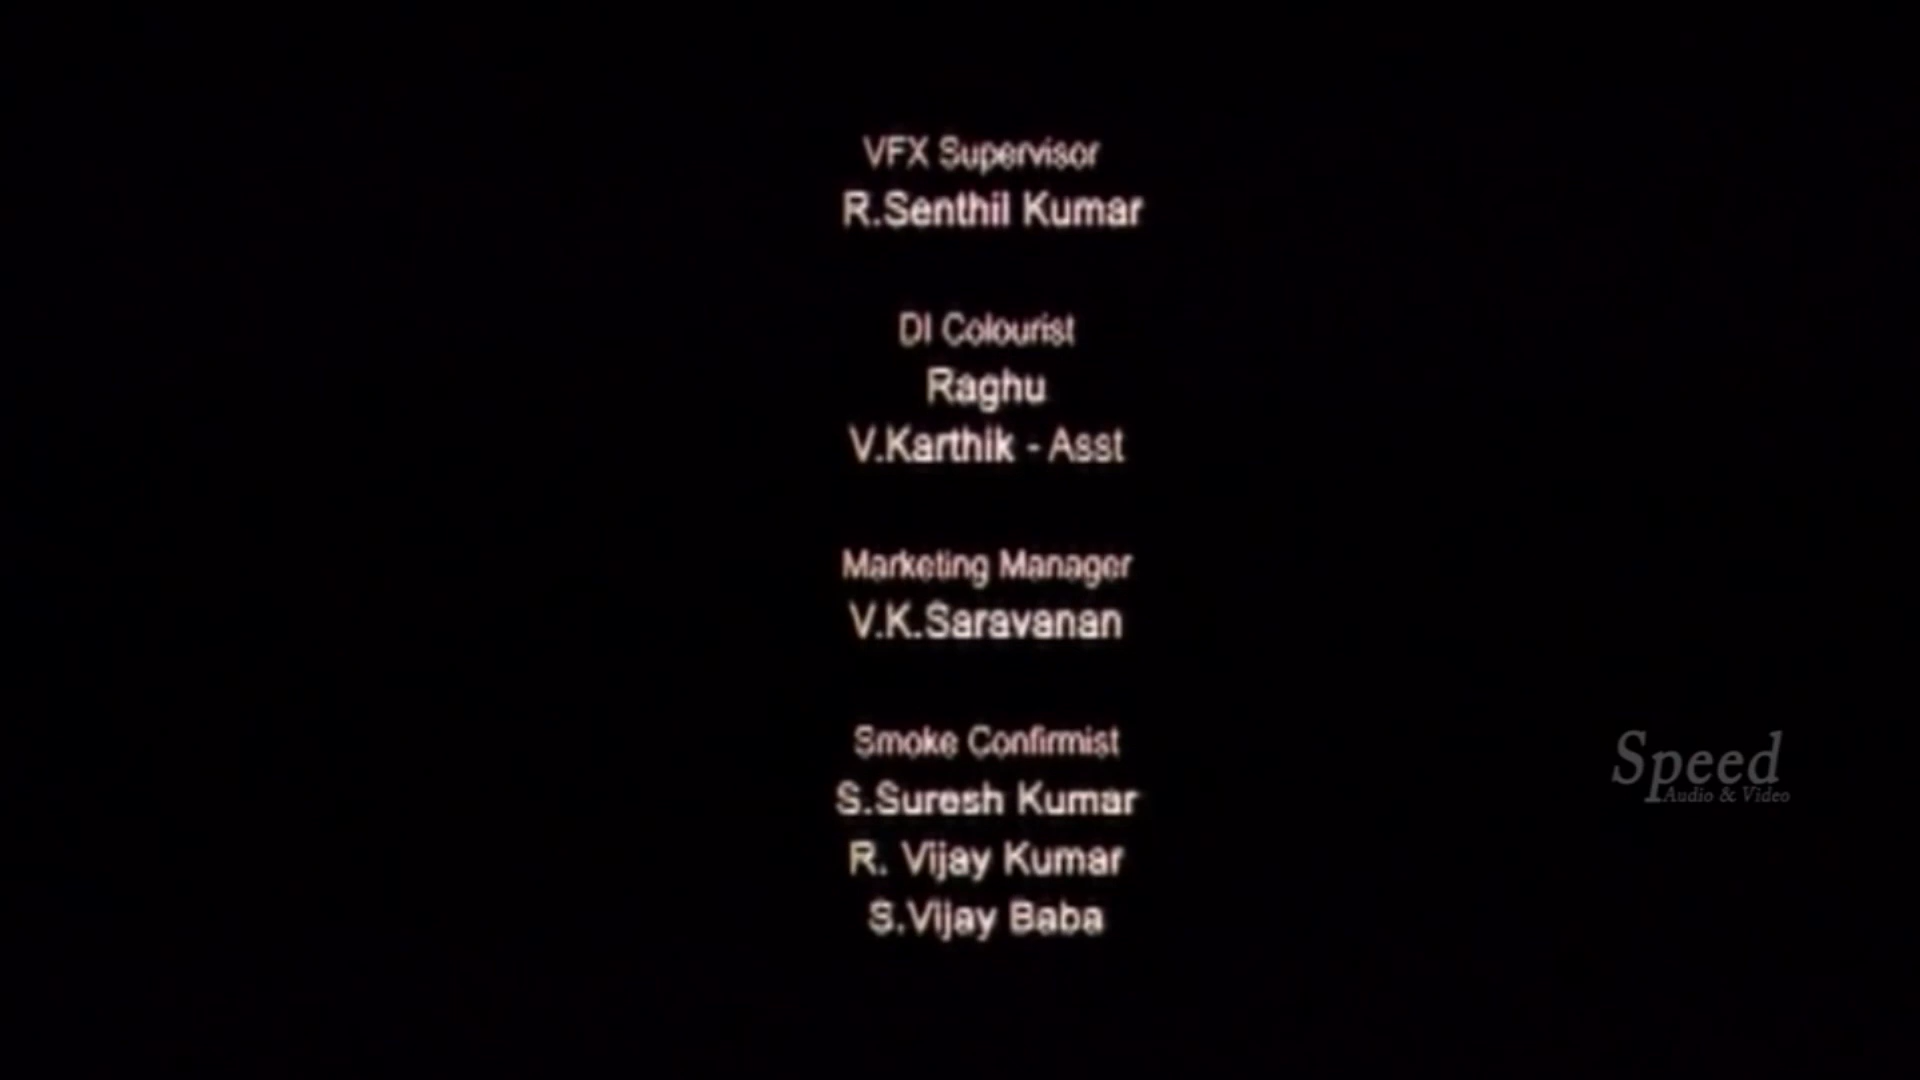 VFX Supervisor
R.Senthil Kumar
DI Colourist
Raghu
V.Karthik - Asst
Marketing Manager
V.K.Saravanan
Smoke Confirmist
S.Suresh Kumar
R. Vijay Kumar
S.Vijay Baba
Speed
Audio & Video